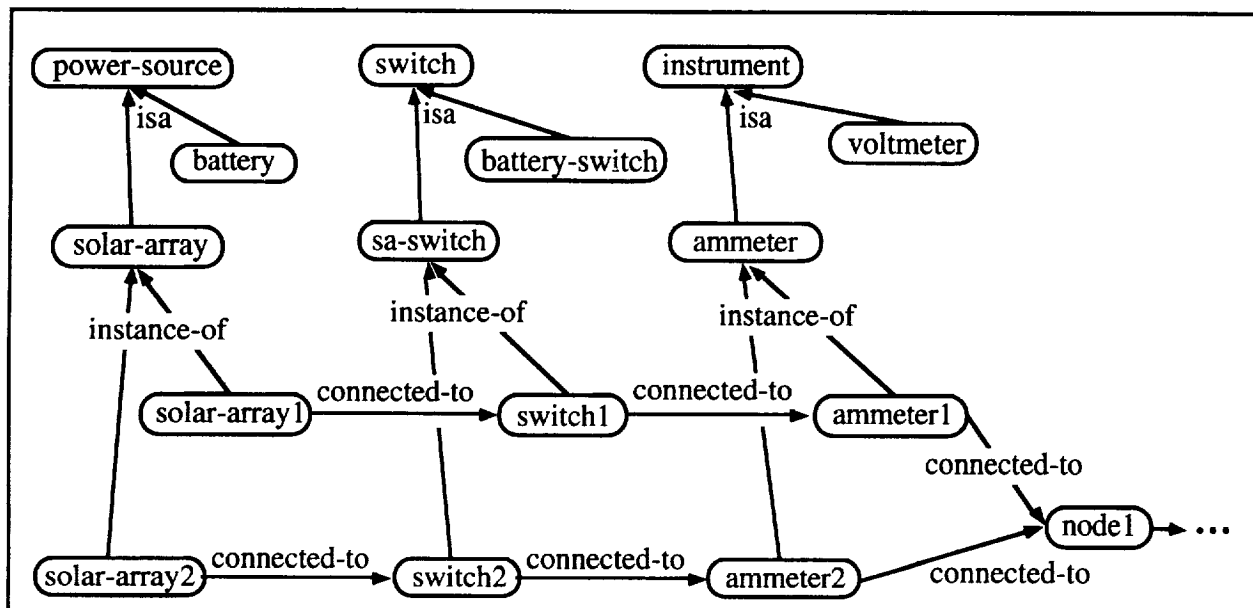 power-source
switch
instrument
isa
isa
isa
battery
battery-switch
voltmeter
solar-array
sa-switch
ammeter
instance-of
instance-of
instance-of
solar-array1
connected-to
switch1
connected-to
ammeter1
connected-to
node1
...
solar-array2
connected-to
switch2
connected-to
ammeter2
connected-to